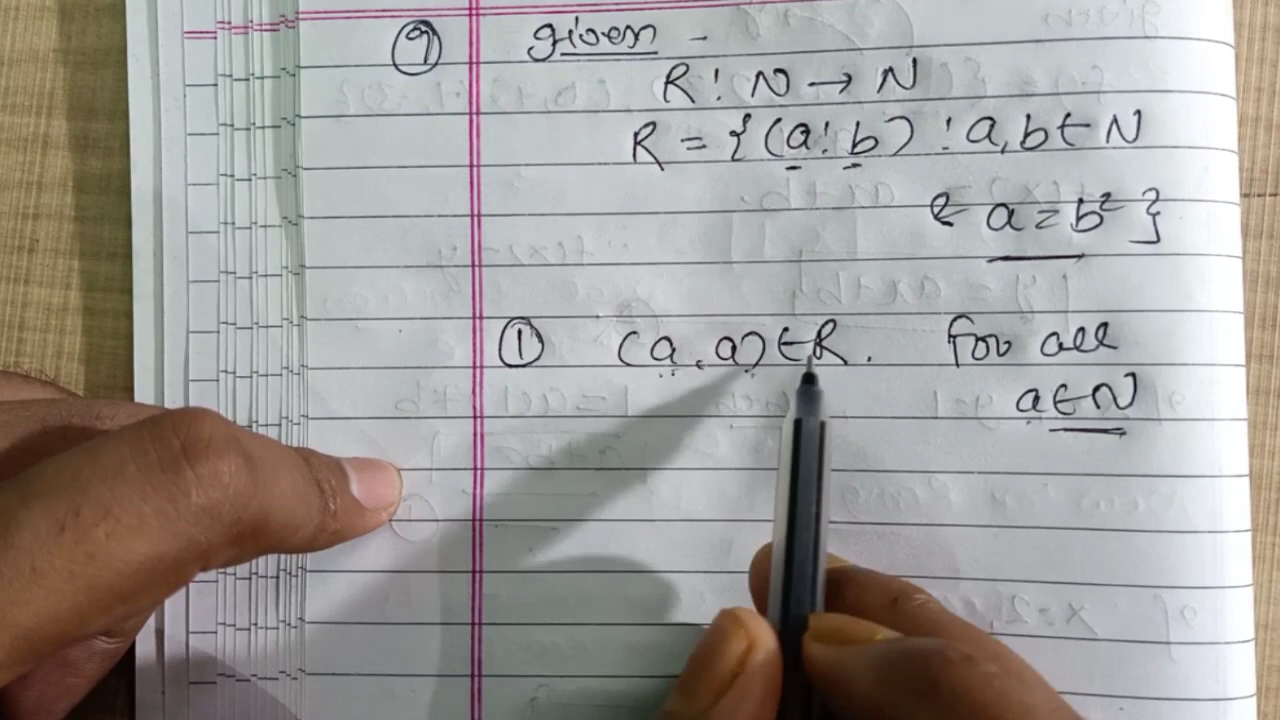 ⑨ given -
R : N → N
R = {(a, b) : a, b ∈ N
& a = b² }
① (a, a) ∈ R. for all
a ∈ N